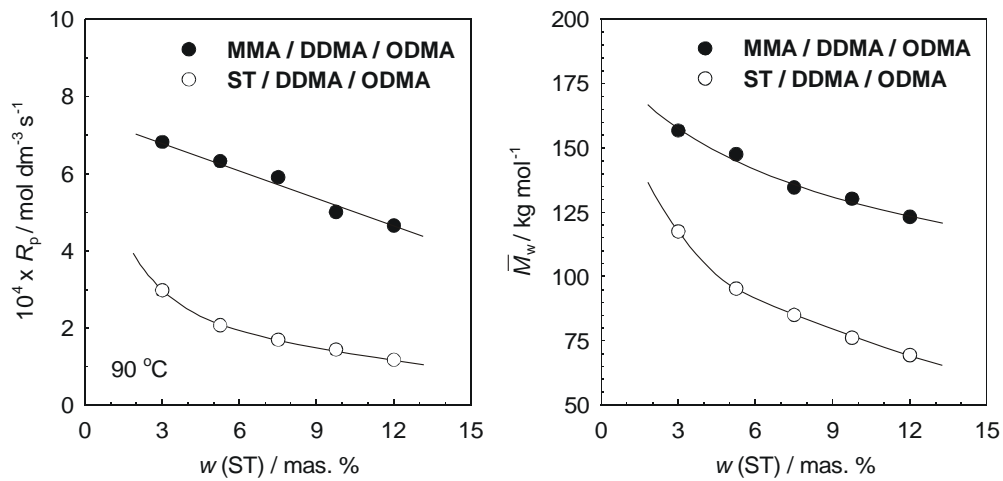 10⁴ x Rₚ / mol dm⁻³ s⁻¹
10
8
6
4
2
0
MMA / DDMA / ODMA
ST / DDMA / ODMA
90 °C
0 3 6 9 12 15
w (ST) / mas. %
M̅w / kg mol⁻¹
200
175
150
125
100
75
50
MMA / DDMA / ODMA
ST / DDMA / ODMA
0 3 6 9 12 15
w (ST) / mas. %